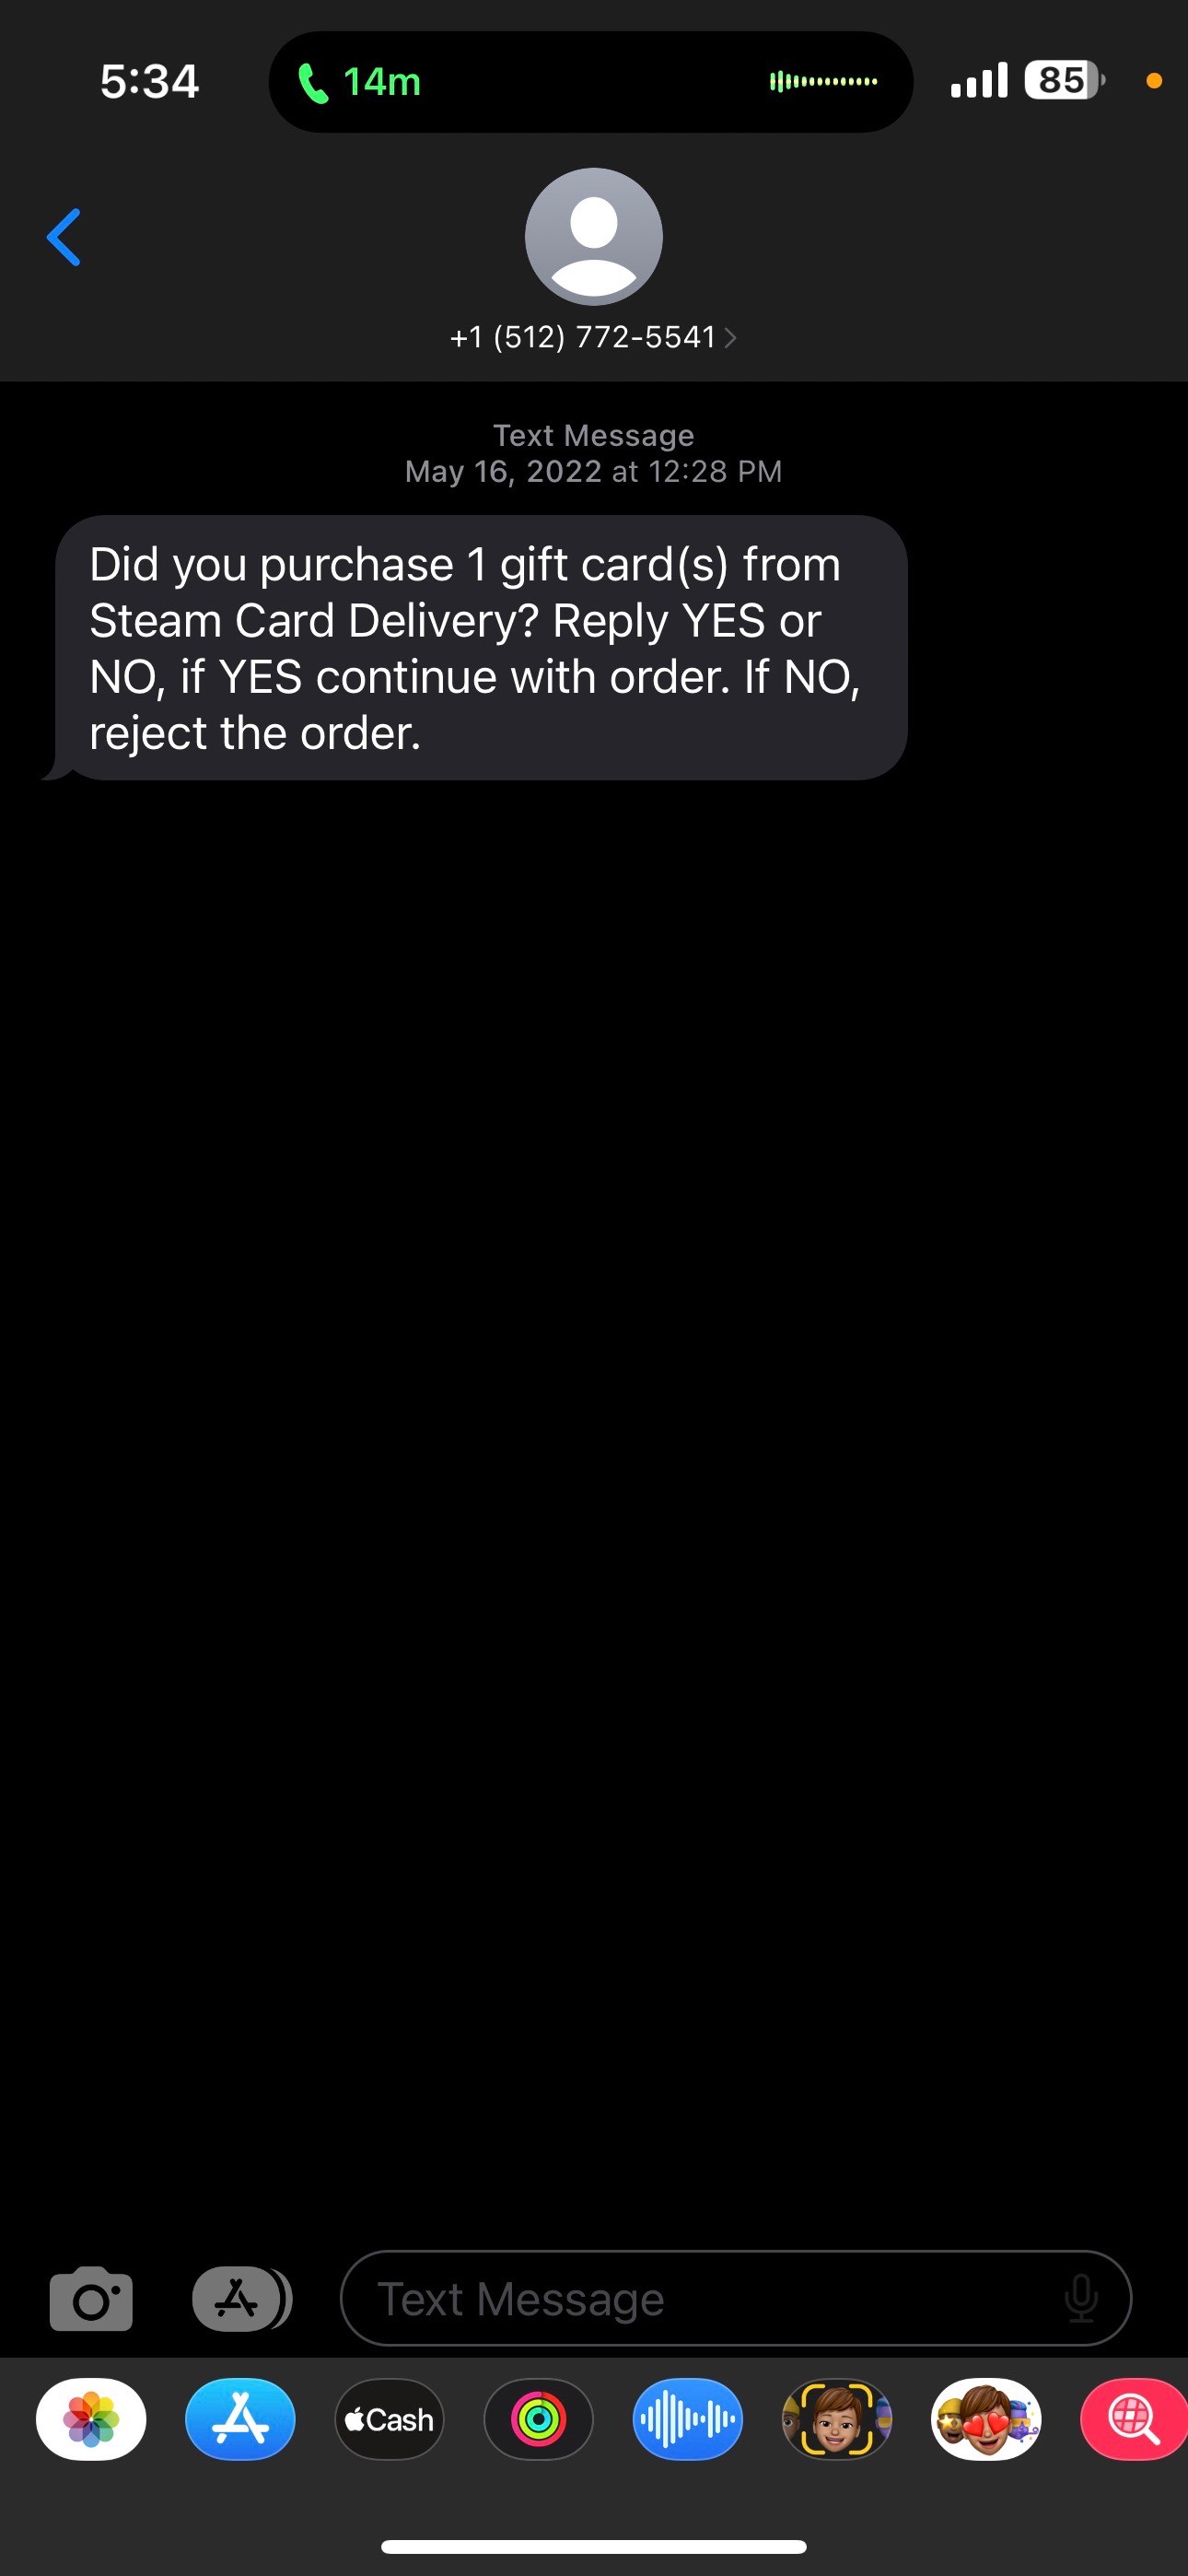 5:34
14m
85
+1 (512) 772-5541
Text Message
May 16, 2022 at 12:28 PM
Did you purchase 1 gift card(s) from
Steam Card Delivery? Reply YES or
NO, if YES continue with order. If NO,
reject the order.
Text Message
Cash